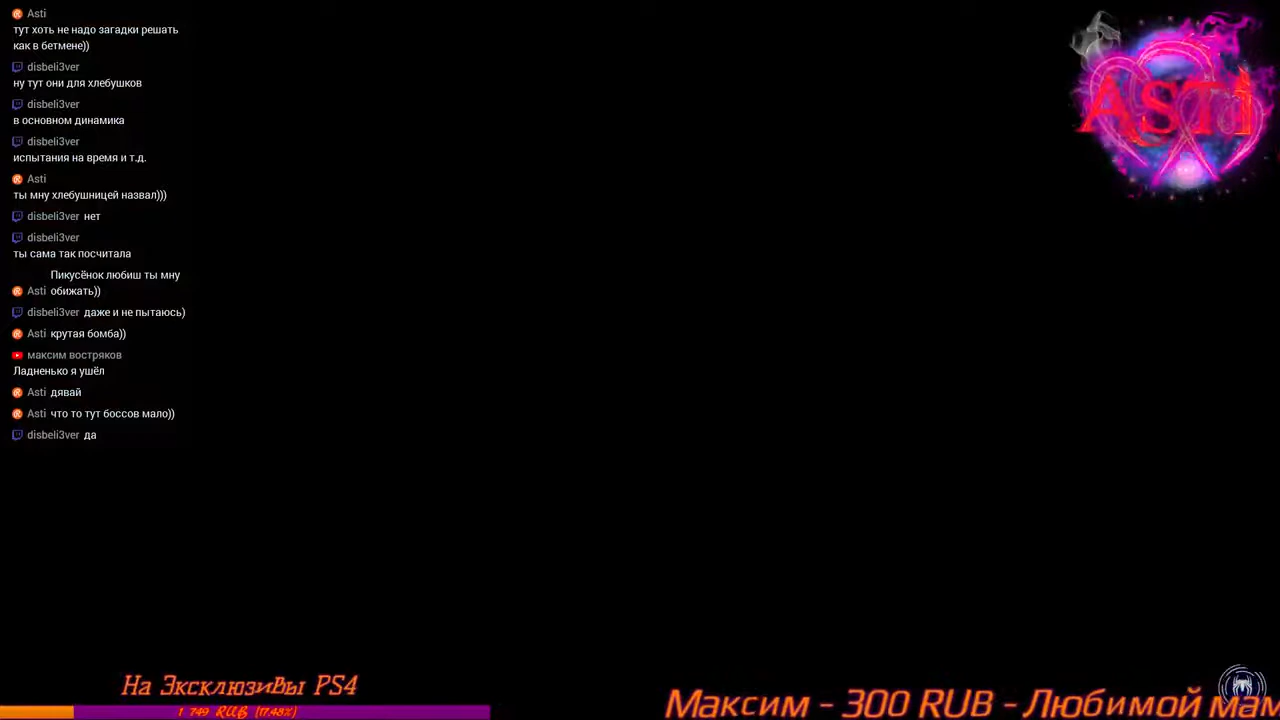 Asti
тут хоть не надо загадки решать
как в бетмене))
disbeli3ver
ну тут они для хлебушков
disbeli3ver
в основном динамика
disbeli3ver
испытания на время и т.д.
Asti
ты мну хлебушницей назвал)))
disbeli3ver нет
disbeli3ver
ты сама так посчитала
Пикусёнок любиш ты мну
Asti обижать))
disbeli3ver даже и не пытаюсь)
Asti крутая бомба))
максим востряков
Ладненько я ушёл
Asti дявай
Asti что то тут боссов мало))
disbeli3ver да
ASTI
На Эксклюзивы PS4
1 749 RUB (17.48%)
Максим - 300 RUB - Любимой мам